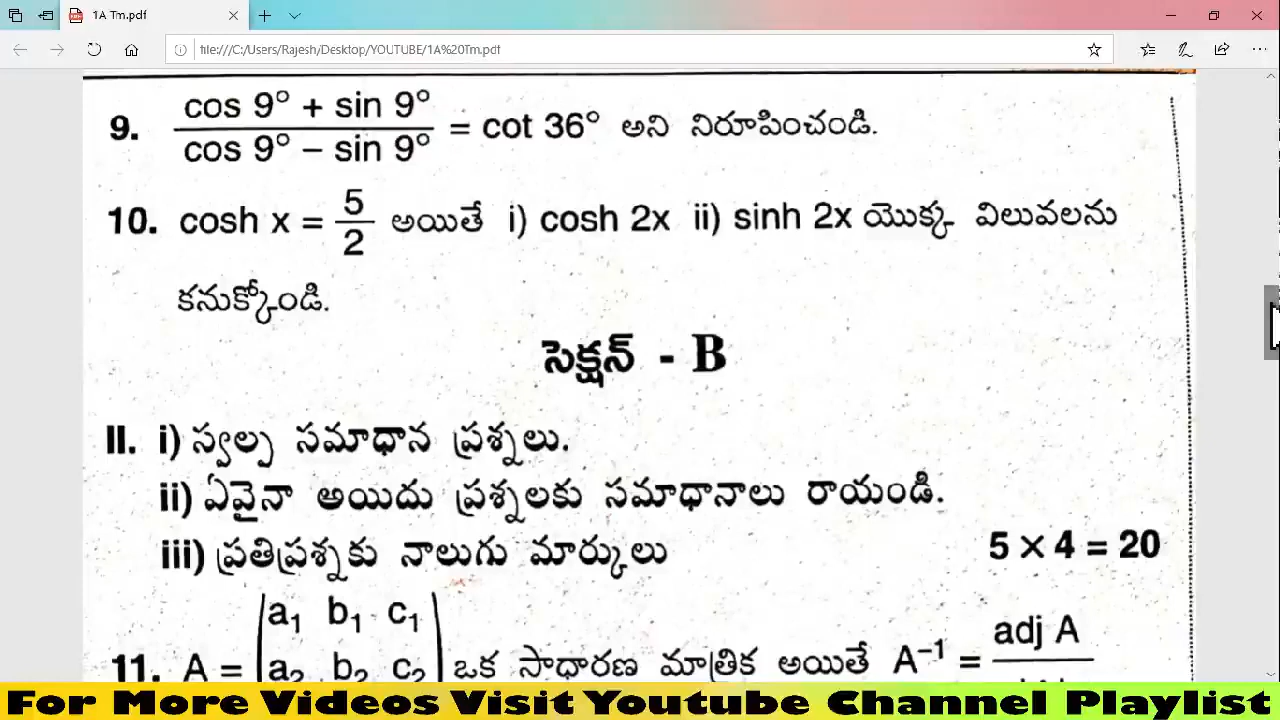 1A Tm.pdf
file:///C:/Users/Rajesh/Desktop/YOUTUBE/1A%20Tm.pdf
9. (cos 9° + sin 9°)/(cos 9° – sin 9°) = cot 36° అని నిరూపించండి.
10. cosh x = 5/2 అయితే i) cosh 2x ii) sinh 2x యొక్క విలువలను
కనుక్కోండి.
సెక్షన్ - B
II. i) స్వల్ప సమాధాన ప్రశ్నలు.
ii) ఏవైనా అయిదు ప్రశ్నలకు సమాధానాలు రాయండి.
iii) ప్రతిప్రశ్నకు నాలుగు మార్కులు 5 × 4 = 20
a₁ b₁ c₁
11. A = a₂ b₂ c₂ ఒక సాధారణ మాత్రిక అయితే A⁻¹ = adj A
For More Videos Visit Youtube Channel Playlist